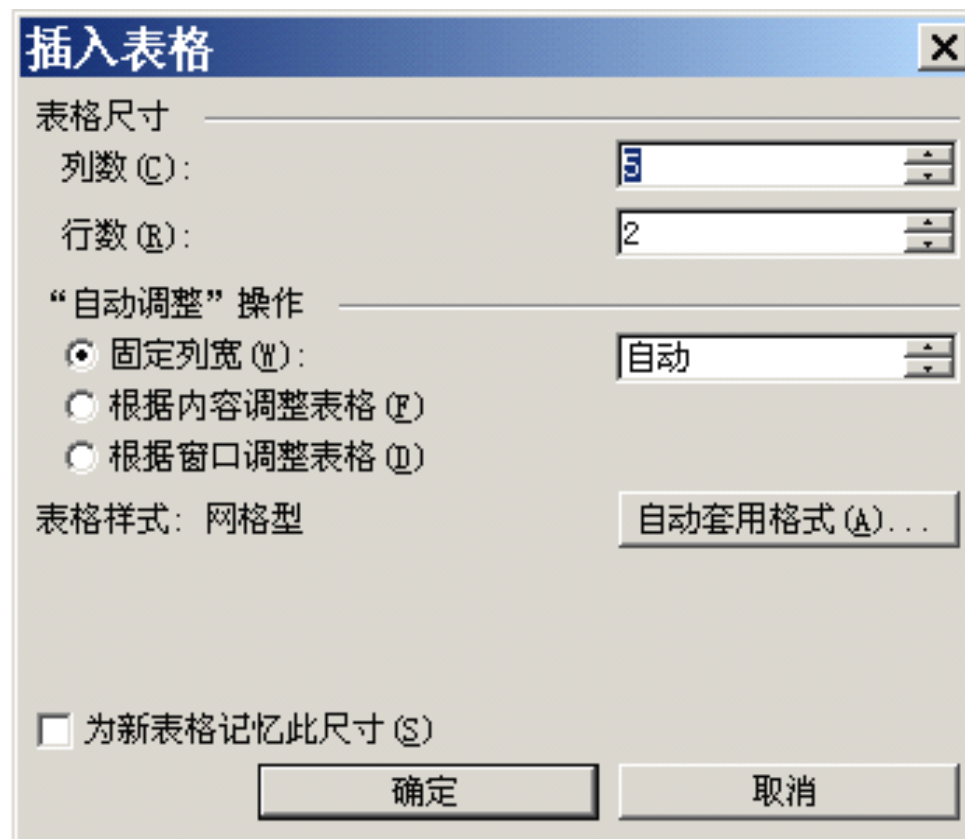 插入表格
表格尺寸
列数(C): 5
行数(R): 2
“自动调整”操作
固定列宽(W): 自动
根据内容调整表格(F)
根据窗口调整表格(D)
表格样式: 网格型 自动套用格式(A)...
为新表格记忆此尺寸(S)
确定 取消